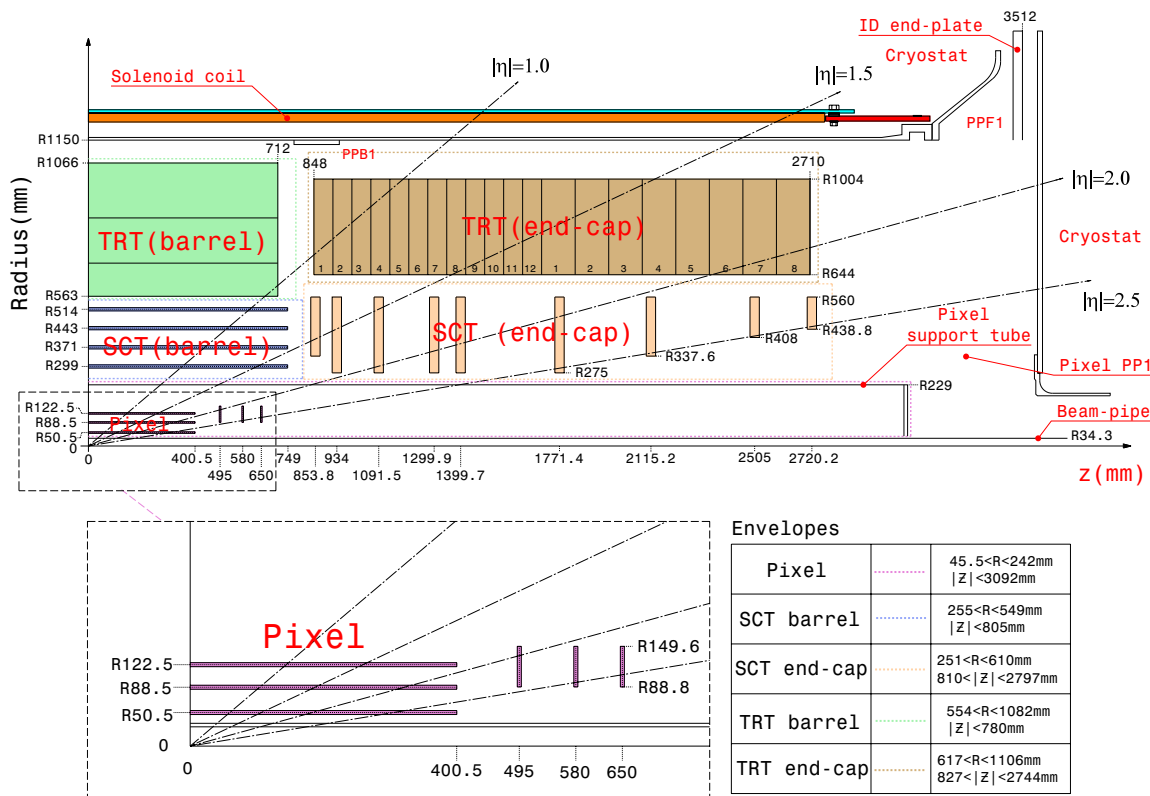 3512
ID end-plate
Cryostat
|η|=1.0
Solenoid coil
|η|=1.5
PPF1
R1150
712
PPB1
R1066
848
2710
R1004
|η|=2.0
TRT(barrel)
TRT(end-cap)
Cryostat
Radius(mm)
1 2 3 4 5 6 7 8 9 10 11 12 1 2 3 4 5 6 7 8
R644
|η|=2.5
R563
R514
R560
Pixel
support tube
R443
SCT(barrel)
SCT (end-cap)
R438.8
R408
R371
R337.6
Pixel PP1
R299
R275
R229
R122.5
R88.5
Pixel
Beam-pipe
R50.5
R34.3
0
0
400.5
749
934
1299.9
1771.4
2115.2
2505
2720.2
580
495
650
853.8
1091.5
1399.7
z(mm)
Pixel
R149.6
R122.5
R88.5
R88.8
R50.5
0
0
400.5
495
580
650
Envelopes
Pixel
45.5<R<242mm
|Z|<3092mm
SCT barrel
255<R<549mm
|Z|<805mm
SCT end-cap
251<R<610mm
810<|Z|<2797mm
TRT barrel
554<R<1082mm
|Z|<780mm
TRT end-cap
617<R<1106mm
827<|Z|<2744mm